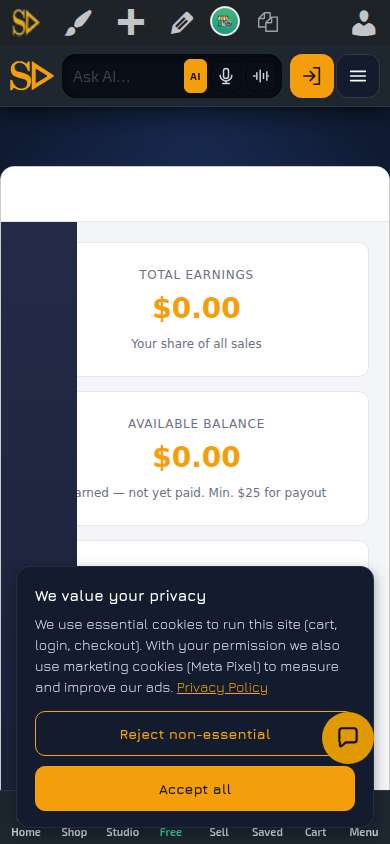 SD
Ask AI...
AI
TOTAL EARNINGS
$0.00
Your share of all sales
AVAILABLE BALANCE
$0.00
arned — not yet paid. Min. $25 for payout
We value your privacy
We use essential cookies to run this site (cart,
login, checkout). With your permission we also
use marketing cookies (Meta Pixel) to measure
and improve our ads. Privacy Policy
Reject non-essential
Accept all
Home Shop Studio Free Sell Saved Cart Menu